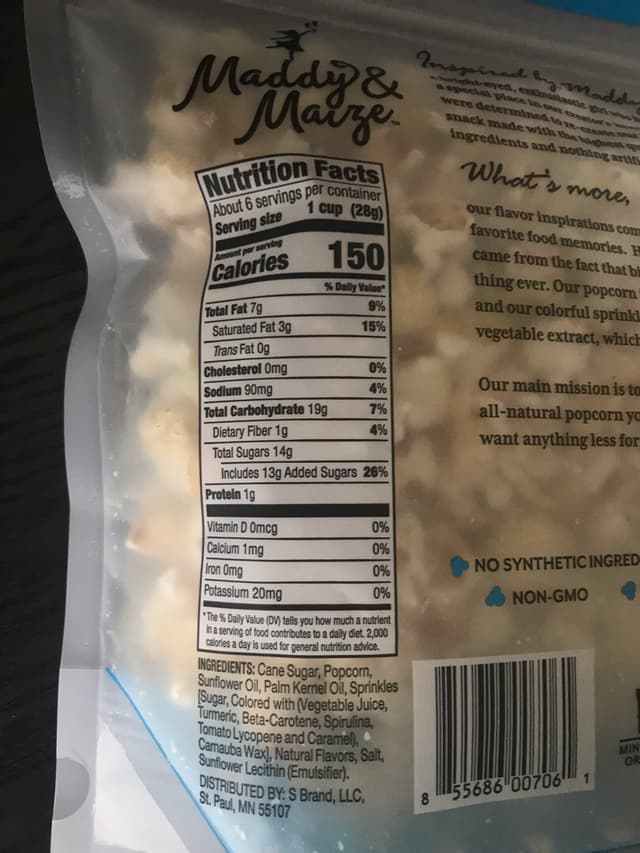 Maddy &
Maize
Nutrition Facts
About 6 servings per container
Serving size 1 cup (28g)
Amount per serving
Calories 150
% Daily Value*
Total Fat 7g 9%
Saturated Fat 3g 15%
Trans Fat 0g
Cholesterol 0mg 0%
Sodium 90mg 4%
Total Carbohydrate 19g 7%
Dietary Fiber 1g 4%
Total Sugars 14g
Includes 13g Added Sugars 26%
Protein 1g
Vitamin D 0mcg 0%
Calcium 1mg 0%
Iron 0mg 0%
Potassium 20mg 0%
*The % Daily Value (DV) tells you how much a nutrient
in a serving of food contributes to a daily diet. 2,000
calories a day is used for general nutrition advice.
INGREDIENTS: Cane Sugar, Popcorn,
Sunflower Oil, Palm Kernel Oil, Sprinkles
[Sugar, Colored with (Vegetable Juice,
Turmeric, Beta-Carotene, Spirulina,
Tomato Lycopene and Caramel),
Carnauba Wax], Natural Flavors, Salt,
Sunflower Lecithin (Emulsifier).
DISTRIBUTED BY: S Brand, LLC,
St. Paul, MN 55107
Inspired by Madd
a special place in our
were determined to
snack made with the highest
ingredients and nothing artifi
What's more,
our flavor inspirations com
favorite food memories. H
came from the fact that bi
thing ever. Our popcorn
and our colorful sprinkl
vegetable extract, which
Our main mission is to
all-natural popcorn yo
want anything less for
NO SYNTHETIC INGRED
NON-GMO
8 55686 00706 1
MIN
OR